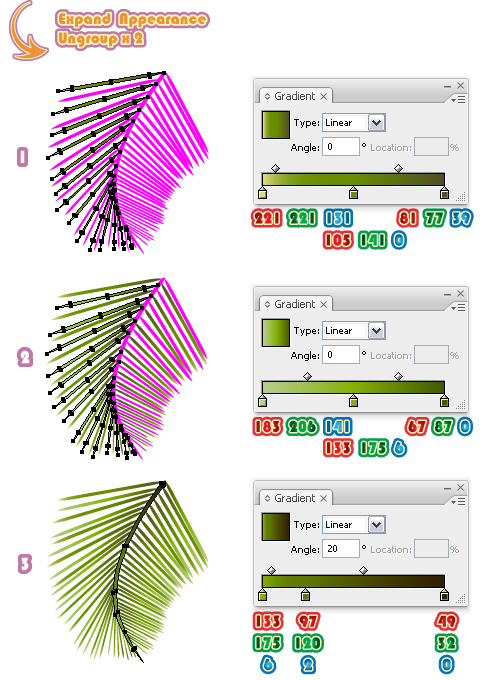 Expand Appearance
Ungroup x 2
1
Gradient
Type: Linear
Angle: 0 ° Location: %
221 221 131 81 77 39
105 141 0
2
Gradient
Type: Linear
Angle: 0 ° Location: %
183 206 141 67 87 0
133 175 6
3
Gradient
Type: Linear
Angle: 20 ° Location: %
133 97 49
175 120 32
6 2 0